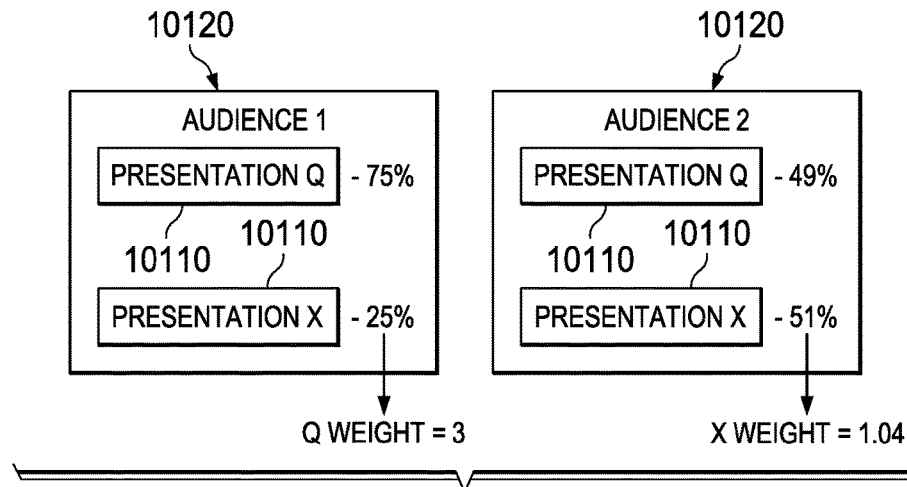 10120 10120
AUDIENCE 1 AUDIENCE 2
PRESENTATION Q - 75% PRESENTATION Q - 49%
10110 10110
10110 10110
PRESENTATION X - 25% PRESENTATION X - 51%
Q WEIGHT = 3 X WEIGHT = 1.04